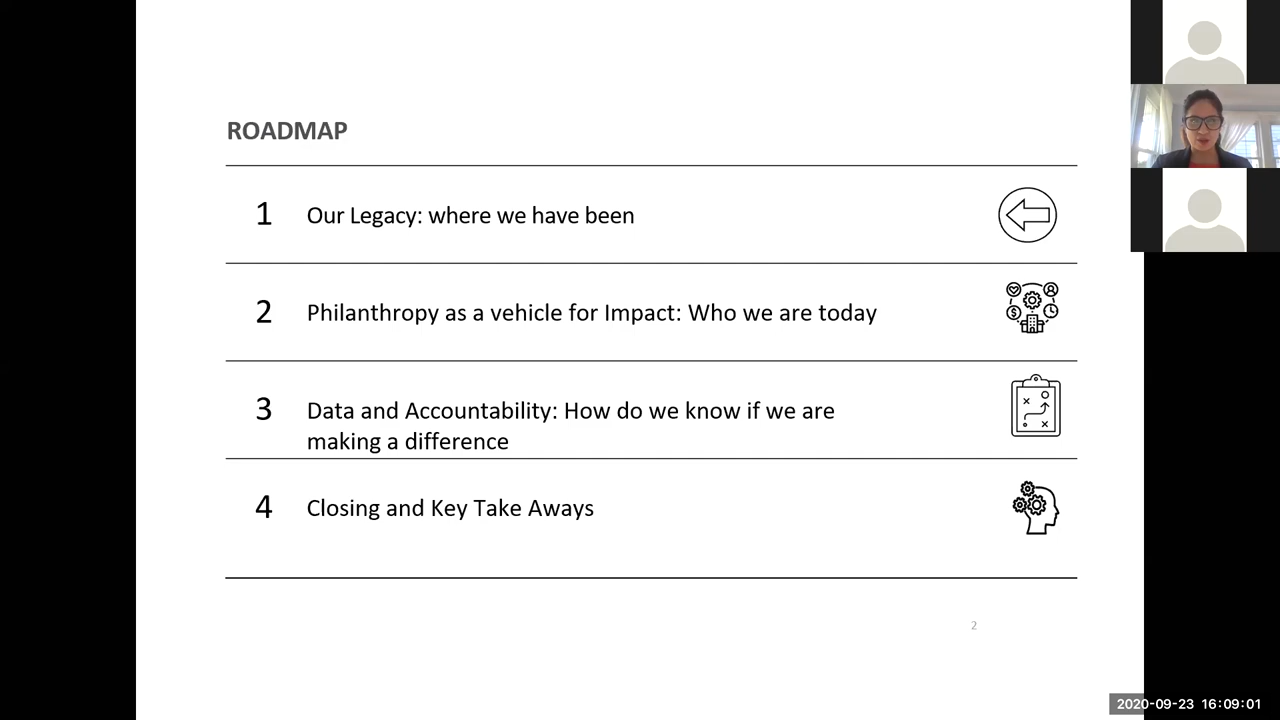 ROADMAP
1 Our Legacy: where we have been
2 Philanthropy as a vehicle for Impact: Who we are today
$
3 Data and Accountability: How do we know if we are
making a difference
4 Closing and Key Take Aways
2
2020-09-23 16:09:01